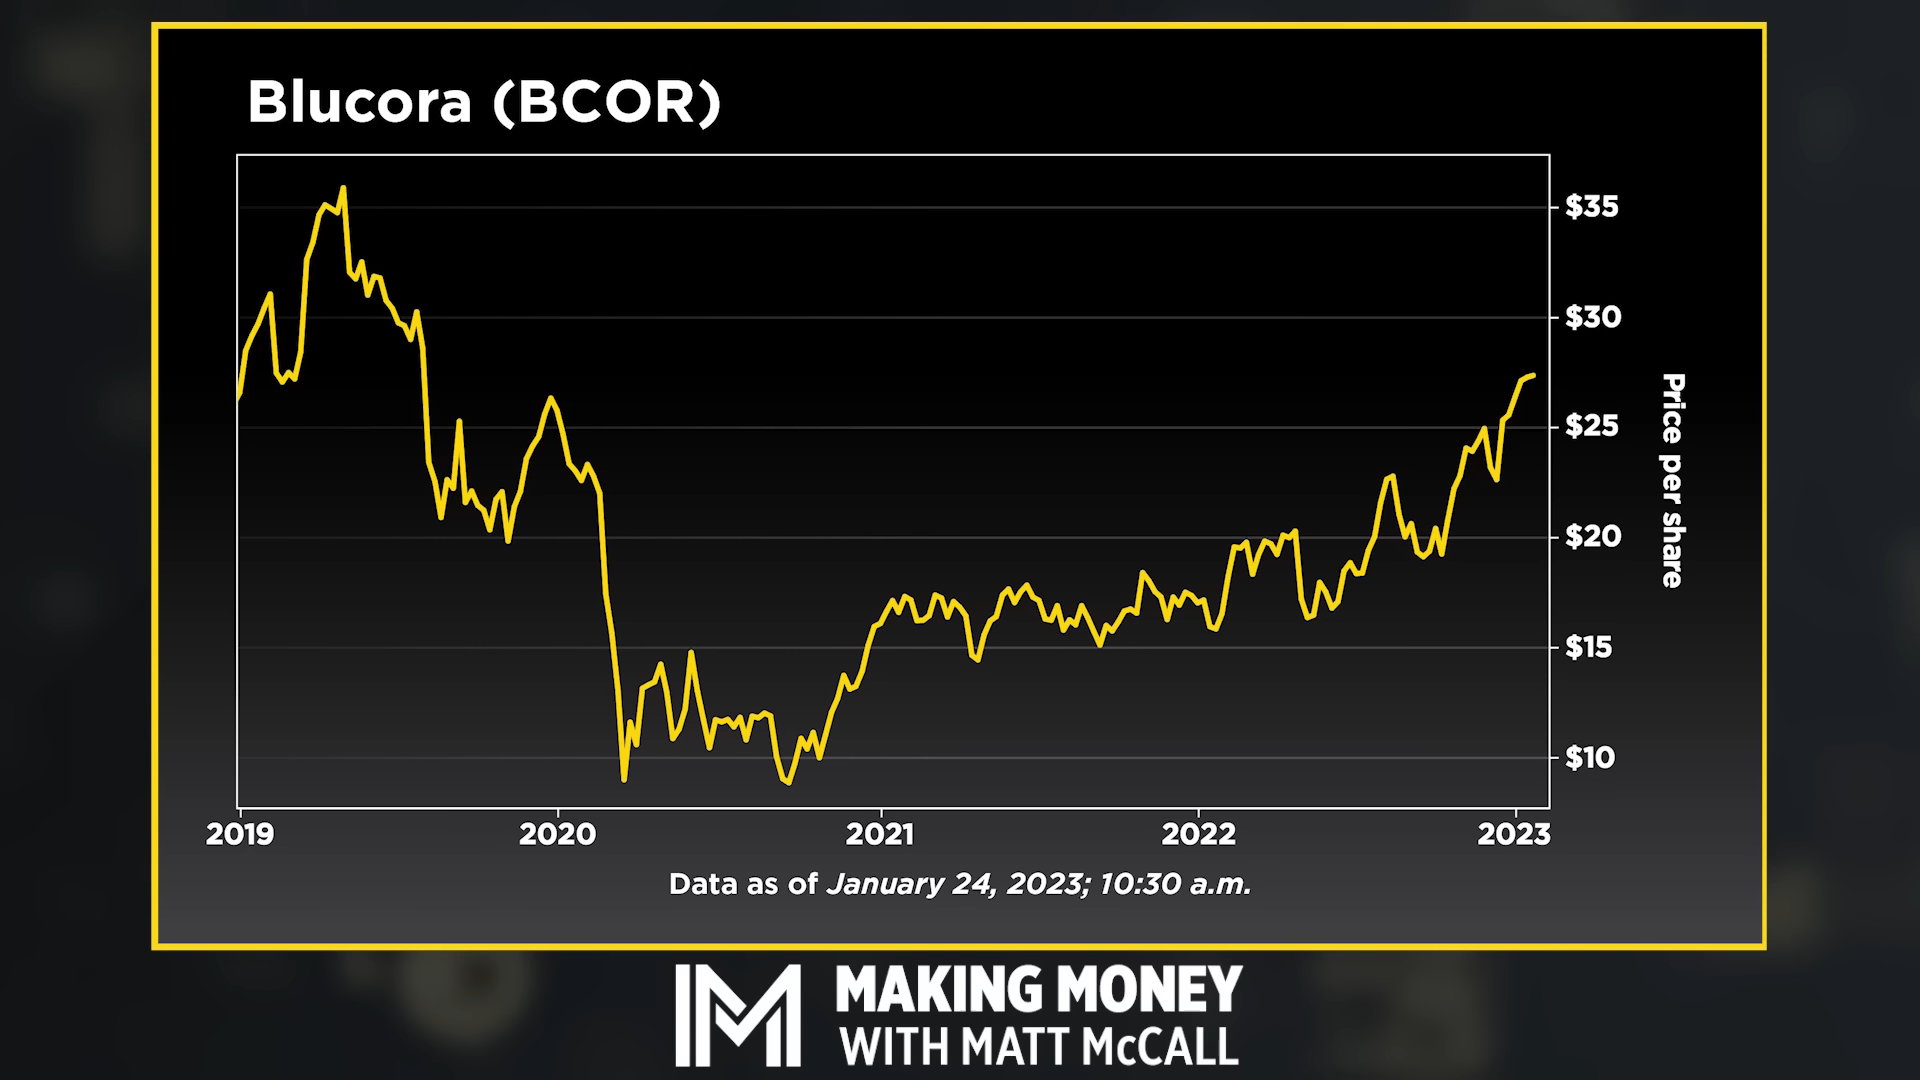 Blucora (BCOR)
$35
$30
$25
$20
$15
$10
Price per share
2019 2020 2021 2022 2023
Data as of January 24, 2023; 10:30 a.m.
MAKING MONEY
WITH MATT McCALL